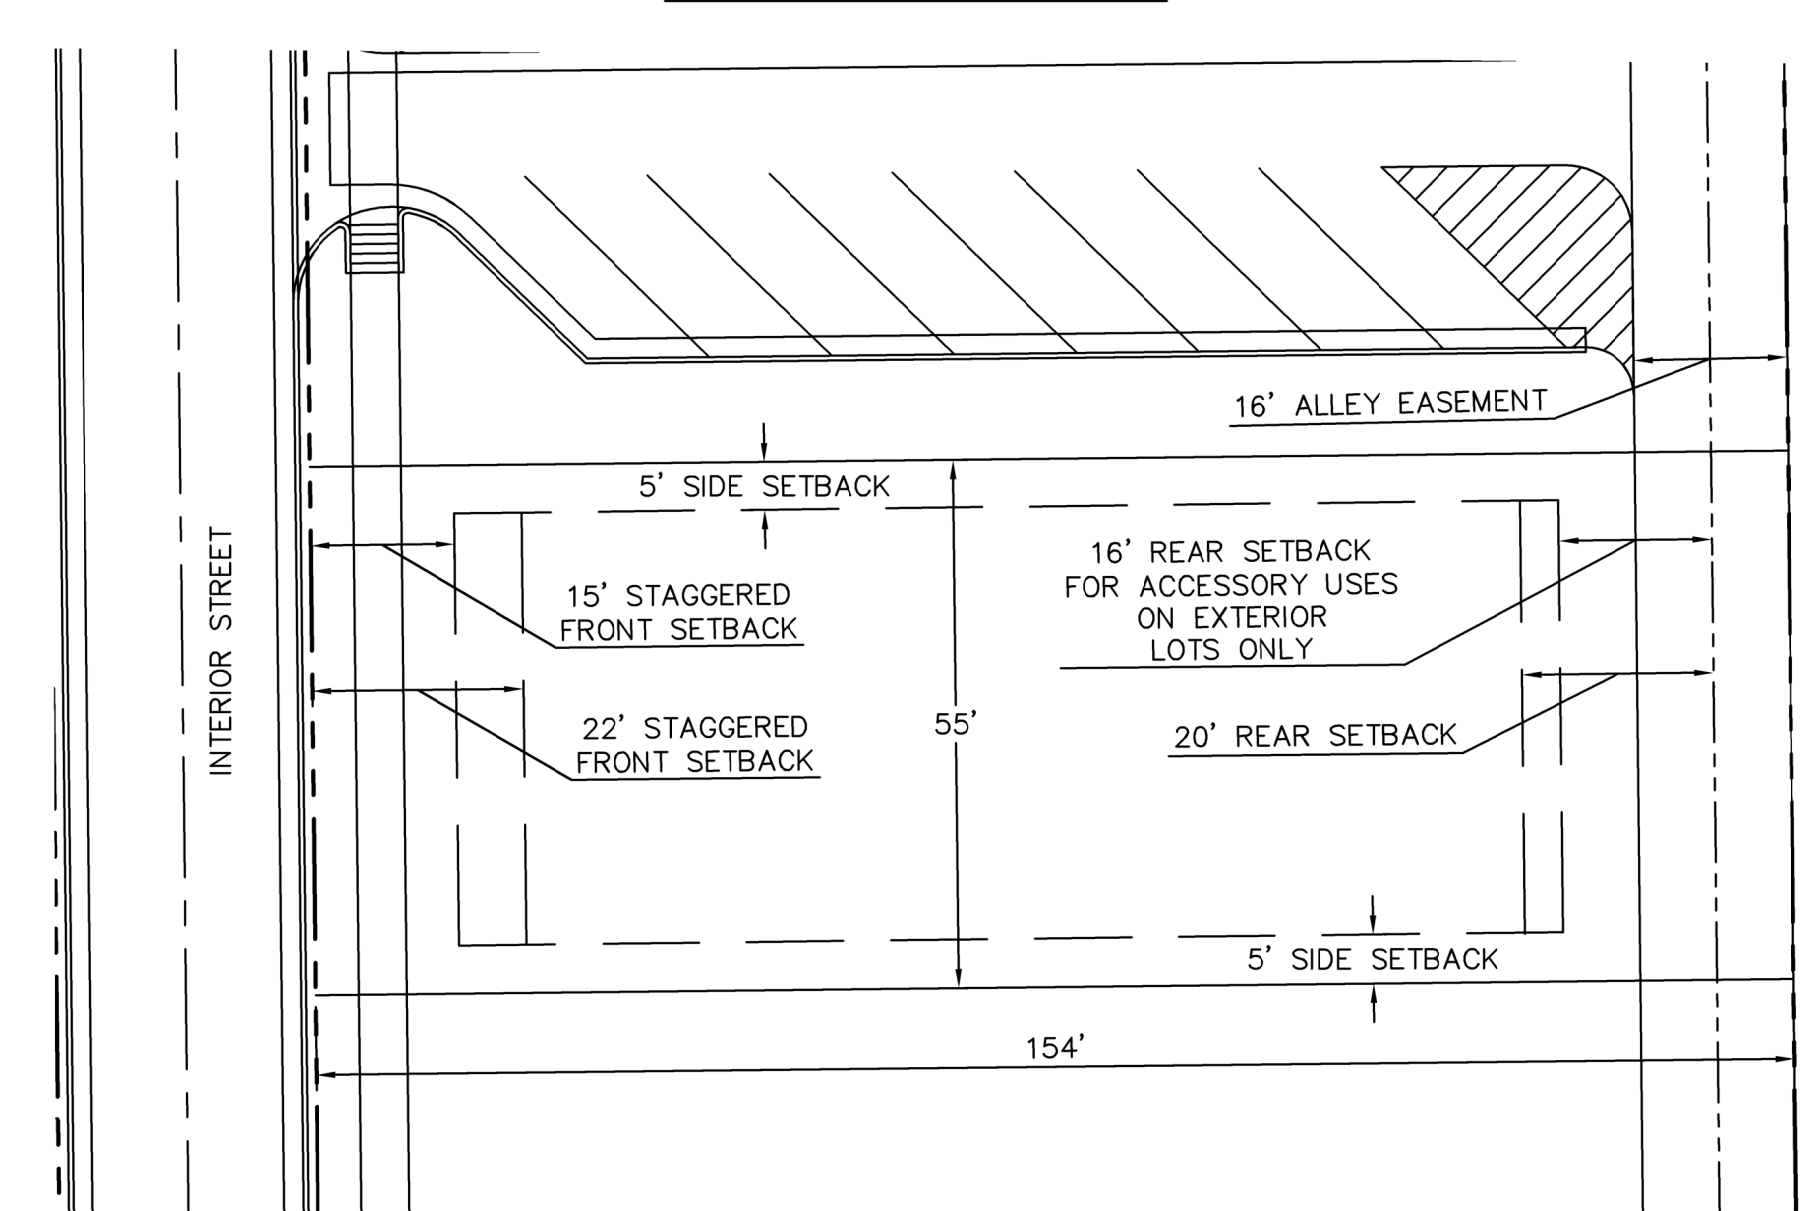 16' ALLEY EASEMENT
5' SIDE SETBACK
15' STAGGERED
FRONT SETBACK
16' REAR SETBACK
FOR ACCESSORY USES
ON EXTERIOR
LOTS ONLY
INTERIOR STREET
22' STAGGERED
FRONT SETBACK
55'
20' REAR SETBACK
5' SIDE SETBACK
154'